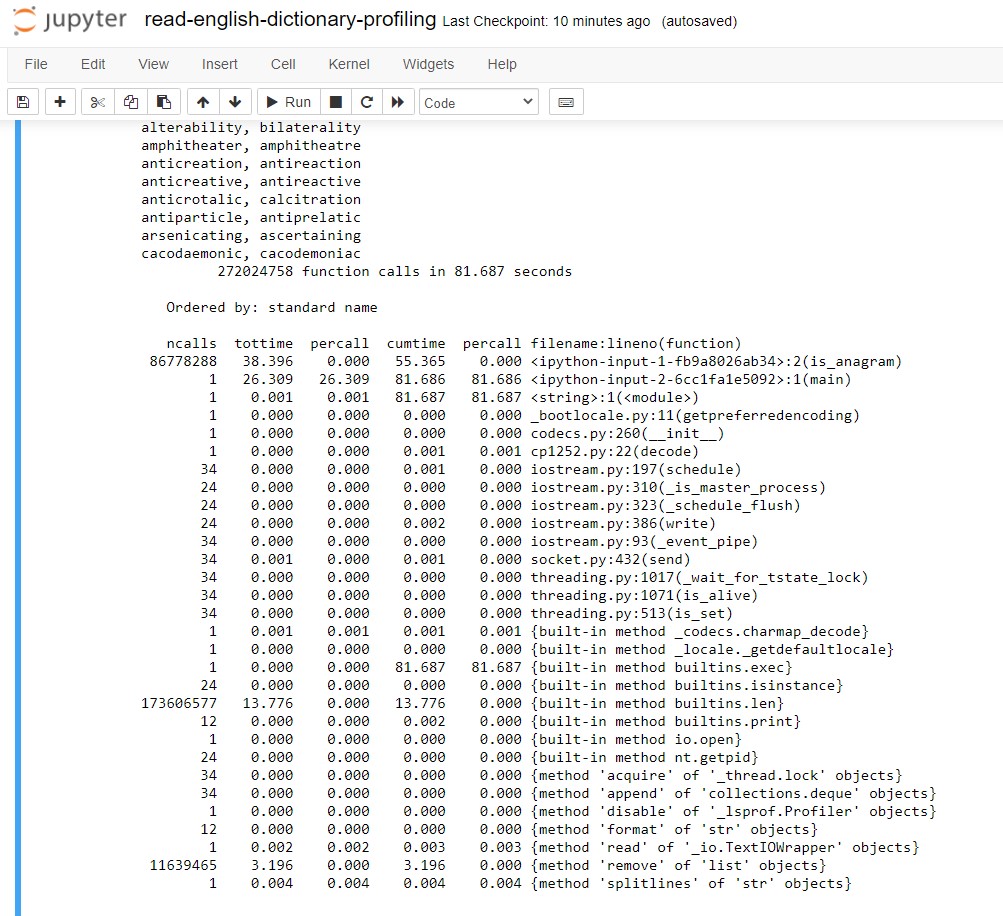 jupyter read-english-dictionary-profiling Last Checkpoint: 10 minutes ago (autosaved)
File Edit View Insert Cell Kernel Widgets Help
Run Code
alterability, bilaterality
amphitheater, amphitheatre
anticreation, antireaction
anticreative, antireactive
anticrotalic, calcitration
antiparticle, antiprelatic
arsenicating, ascertaining
cacodaemonic, cacodemoniac
272024758 function calls in 81.687 seconds
Ordered by: standard name
ncalls tottime percall cumtime percall filename:lineno(function)
86778288 38.396 0.000 55.365 0.000 <ipython-input-1-fb9a8026ab34>:2(is_anagram)
1 26.309 26.309 81.686 81.686 <ipython-input-2-6cc1fa1e5092>:1(main)
1 0.001 0.001 81.687 81.687 <string>:1(<module>)
1 0.000 0.000 0.000 0.000 _bootlocale.py:11(getpreferredencoding)
1 0.000 0.000 0.000 0.000 codecs.py:260(__init__)
1 0.000 0.000 0.001 0.001 cp1252.py:22(decode)
34 0.000 0.000 0.001 0.000 iostream.py:197(schedule)
24 0.000 0.000 0.000 0.000 iostream.py:310(_is_master_process)
24 0.000 0.000 0.000 0.000 iostream.py:323(_schedule_flush)
24 0.000 0.000 0.002 0.000 iostream.py:386(write)
34 0.000 0.000 0.000 0.000 iostream.py:93(_event_pipe)
34 0.001 0.000 0.001 0.000 socket.py:432(send)
34 0.000 0.000 0.000 0.000 threading.py:1017(_wait_for_tstate_lock)
34 0.000 0.000 0.000 0.000 threading.py:1071(is_alive)
34 0.000 0.000 0.000 0.000 threading.py:513(is_set)
1 0.001 0.001 0.001 0.001 {built-in method _codecs.charmap_decode}
1 0.000 0.000 0.000 0.000 {built-in method _locale._getdefaultlocale}
1 0.000 0.000 81.687 81.687 {built-in method builtins.exec}
24 0.000 0.000 0.000 0.000 {built-in method builtins.isinstance}
173606577 13.776 0.000 13.776 0.000 {built-in method builtins.len}
12 0.000 0.000 0.002 0.000 {built-in method builtins.print}
1 0.000 0.000 0.000 0.000 {built-in method io.open}
24 0.000 0.000 0.000 0.000 {built-in method nt.getpid}
34 0.000 0.000 0.000 0.000 {method 'acquire' of '_thread.lock' objects}
34 0.000 0.000 0.000 0.000 {method 'append' of 'collections.deque' objects}
1 0.000 0.000 0.000 0.000 {method 'disable' of '_lsprof.Profiler' objects}
12 0.000 0.000 0.000 0.000 {method 'format' of 'str' objects}
1 0.002 0.002 0.003 0.003 {method 'read' of '_io.TextIOWrapper' objects}
11639465 3.196 0.000 3.196 0.000 {method 'remove' of 'list' objects}
1 0.004 0.004 0.004 0.004 {method 'splitlines' of 'str' objects}